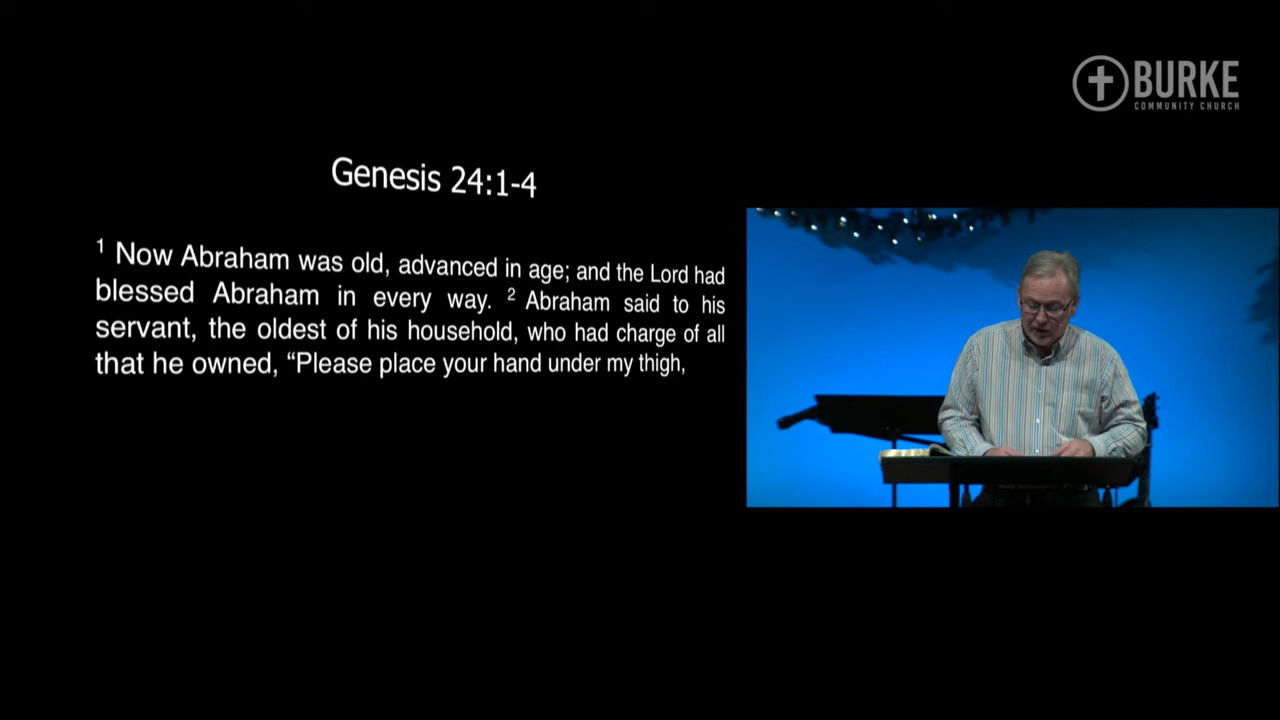 BURKE
COMMUNITY CHURCH
Genesis 24:1-4
1 Now Abraham was old, advanced in age; and the Lord had
blessed Abraham in every way. 2 Abraham said to his
servant, the oldest of his household, who had charge of all
that he owned, “Please place your hand under my thigh,